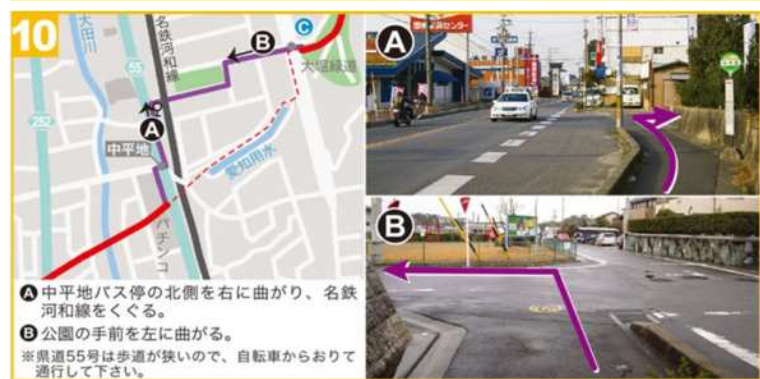 10
大田川
名鉄河和線
55
252
B
C
大堀緑道
A
中平地
愛知用水
パチンコ
A 中平地バス停の北側を右に曲がり、名鉄
河和線をくぐる。
B 公園の手前を左に曲がる。
※県道55号は歩道が狭いので、自転車からおりて
通行して下さい。
A
B